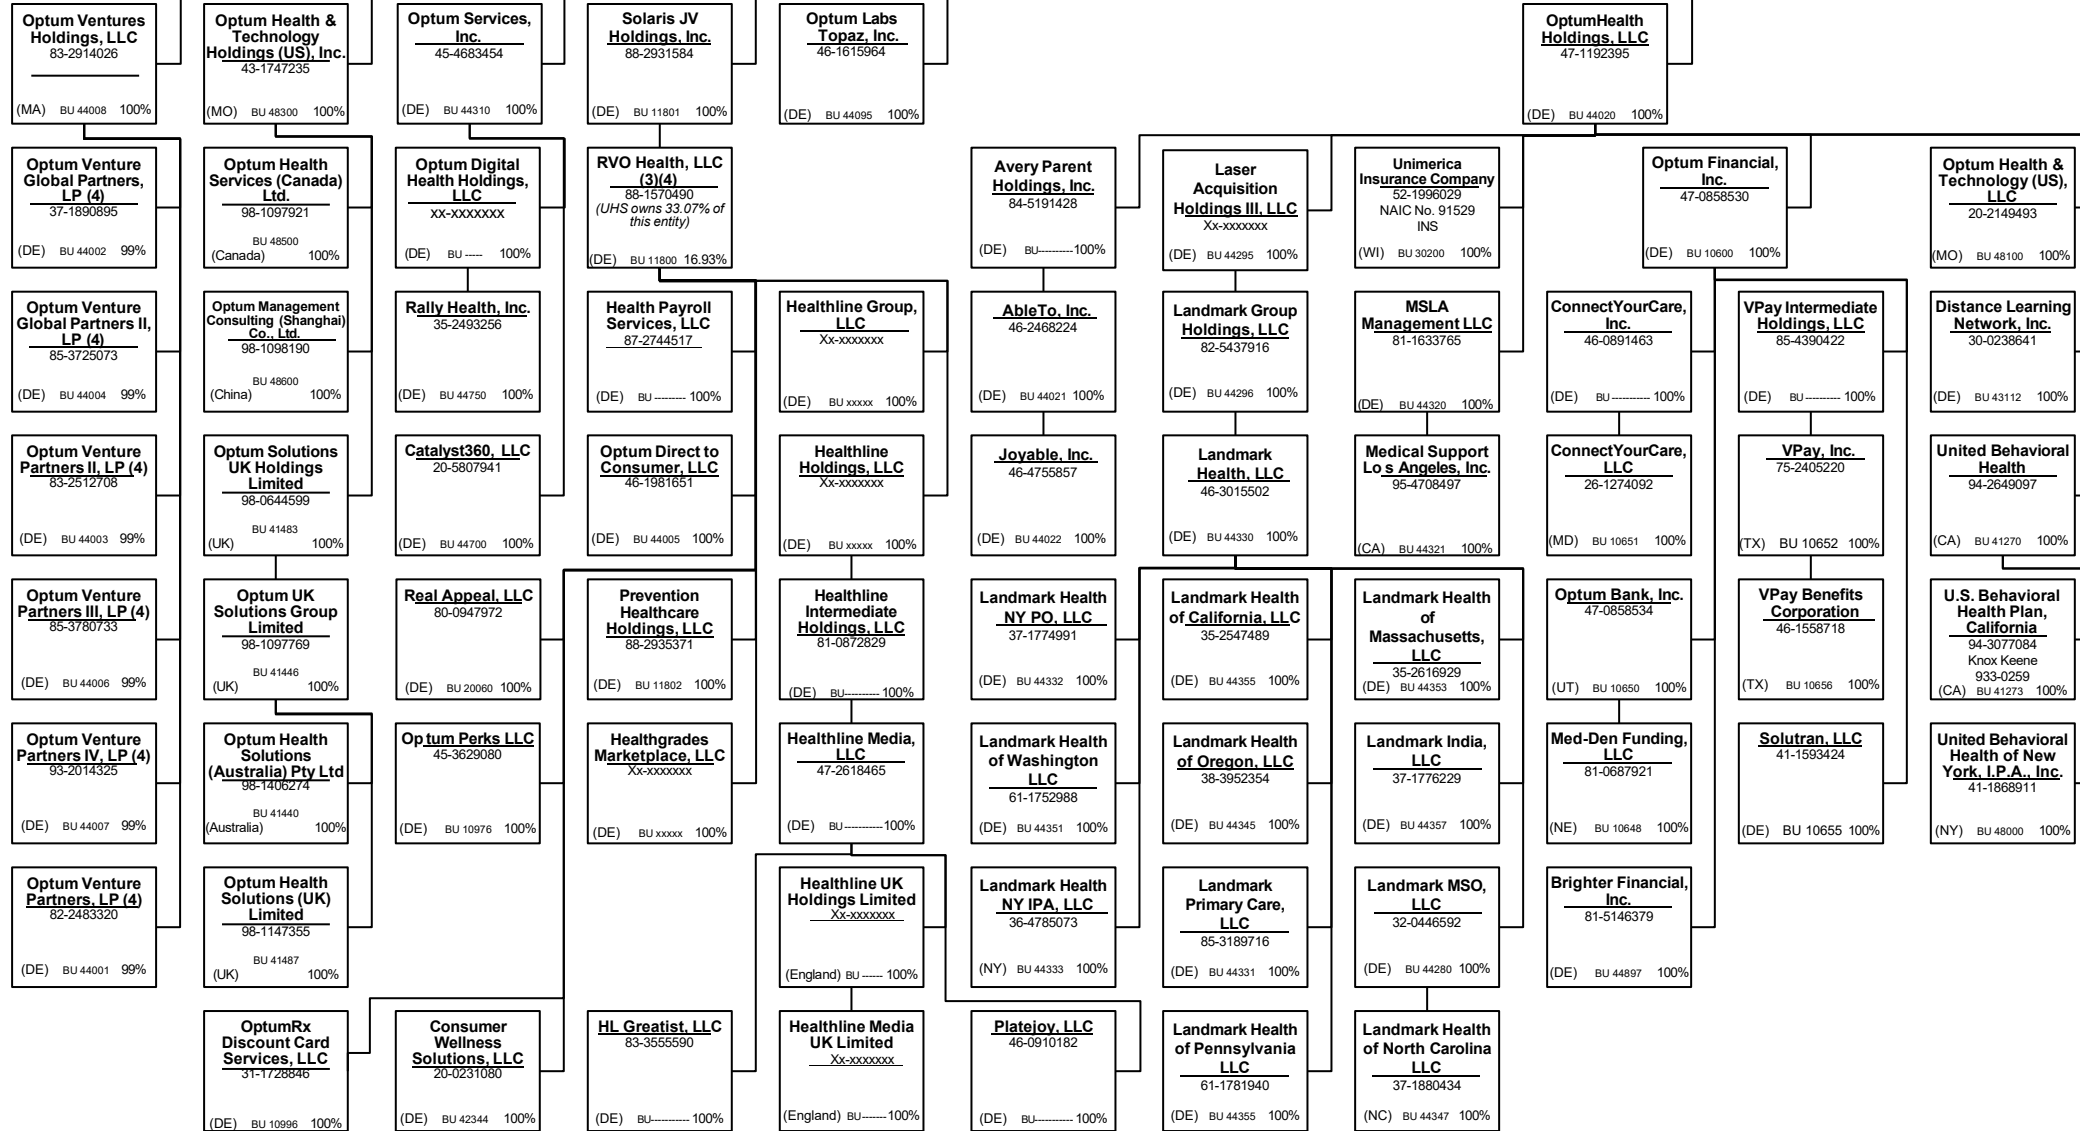 Optum Ventures
Holdings, LLC
83-2914026
(MA) BU 44008 100%
Optum Health &
Technology
Holdings (US), Inc.
43-1747235
(MO) BU 48300 100%
Optum Services,
Inc.
45-4683454
(DE) BU 44310 100%
Solaris JV
Holdings, Inc.
88-2931584
(DE) BU 11801 100%
Optum Labs
Topaz, Inc.
46-1615964
(DE) BU 44095 100%
OptumHealth
Holdings, LLC
47-1192395
(DE) BU 44020 100%
Optum Venture
Global Partners,
LP (4)
37-1890895
(DE) BU 44002 99%
Optum Health
Services (Canada)
Ltd.
98-1097921
BU 48500
(Canada) 100%
Optum Digital
Health Holdings,
LLC
xx-xxxxxxx
(DE) BU ----- 100%
RVO Health, LLC
(3)(4)
88-1570490
(UHS owns 33.07% of
this entity)
(DE) BU 11800 16.93%
Avery Parent
Holdings, Inc.
84-5191428
(DE) BU---------- 100%
Laser
Acquisition
Holdings III, LLC
Xx-xxxxxxx
(DE) BU 44295 100%
Unimerica
Insurance Company
52-1996029
NAIC No. 91529
INS
(WI) BU 30200 100%
Optum Financial,
Inc.
47-0858530
(DE) BU 10600 100%
Optum Health &
Technology (US),
LLC
20-2149493
(MO) BU 48100 100%
Optum Venture
Global Partners II,
LP (4)
85-3725073
(DE) BU 44004 99%
Optum Management
Consulting (Shanghai)
Co., Ltd.
98-1098190
BU 48600
(China) 100%
Rally Health, Inc.
35-2493256
(DE) BU 44750 100%
Health Payroll
Services, LLC
87-2744517
(DE) BU --------- 100%
Healthline Group,
LLC
Xx-xxxxxxx
(DE) BU xxxxx 100%
AbleTo, Inc.
46-2468224
(DE) BU 44021 100%
Landmark Group
Holdings, LLC
82-5437916
(DE) BU 44296 100%
MSLA
Management LLC
81-1633765
(DE) BU 44320 100%
ConnectYourCare,
Inc.
46-0891463
(DE) BU ----------- 100%
VPay Intermediate
Holdings, LLC
85-4390422
(DE) BU ---------- 100%
Distance Learning
Network, Inc.
30-0238641
(DE) BU 43112 100%
Optum Venture
Partners II, LP (4)
83-2512708
(DE) BU 44003 99%
Optum Solutions
UK Holdings
Limited
98-0644599
BU 41483
(UK) 100%
Catalyst360, LLC
20-5807941
(DE) BU 44700 100%
Optum Direct to
Consumer, LLC
46-1981651
(DE) BU 44005 100%
Healthline
Holdings, LLC
Xx-xxxxxxx
(DE) BU xxxxx 100%
Joyable, Inc.
46-4755857
(DE) BU 44022 100%
Landmark
Health, LLC
46-3015502
(DE) BU 44330 100%
Medical Support
Lo s Angeles, Inc.
95-4708497
(CA) BU 44321 100%
ConnectYourCare,
LLC
26-1274092
(MD) BU 10651 100%
VPay, Inc.
75-2405220
(TX) BU 10652 100%
United Behavioral
Health
94-2649097
(CA) BU 41270 100%
Optum Venture
Partners III, LP (4)
85-3780733
(DE) BU 44006 99%
Optum UK
Solutions Group
Limited
98-1097769
BU 41446
(UK) 100%
Real Appeal, LLC
80-0947972
(DE) BU 20060 100%
Prevention
Healthcare
Holdings, LLC
88-2935371
(DE) BU 11802 100%
Healthline
Intermediate
Holdings, LLC
81-0872829
(DE) BU---------- 100%
Landmark Health
NY PO, LLC
37-1774991
(DE) BU 44332 100%
Landmark Health
of California, LLC
35-2547489
(DE) BU 44355 100%
Landmark Health
of
Massachusetts,
LLC
35-2616929
(DE) BU 44353 100%
Optum Bank, Inc.
47-0858534
(UT) BU 10650 100%
VPay Benefits
Corporation
46-1558718
(TX) BU 10656 100%
U.S. Behavioral
Health Plan,
California
94-3077084
Knox Keene
933-0259
(CA) BU 41273 100%
Optum Venture
Partners IV, LP (4)
93-2014325
(DE) BU 44007 99%
Optum Health
Solutions
(Australia) Pty Ltd
98-1406274
BU 41440
(Australia) 100%
Optum Perks LLC
45-3629080
(DE) BU 10976 100%
Healthgrades
Marketplace, LLC
Xx-xxxxxxx
(DE) BU xxxxx 100%
Healthline Media,
LLC
47-2618465
(DE) BU ----------- 100%
Landmark Health
of Washington
LLC
61-1752988
(DE) BU 44351 100%
Landmark Health
of Oregon, LLC
38-3952354
(DE) BU 44345 100%
Landmark India,
LLC
37-1776229
(DE) BU 44357 100%
Med-Den Funding,
LLC
81-0687921
(NE) BU 10648 100%
Solutran, LLC
41-1593424
(DE) BU 10655 100%
United Behavioral
Health of New
York, I.P.A., Inc.
41-1868911
(NY) BU 48000 100%
Optum Venture
Partners, LP (4)
82-2483320
(DE) BU 44001 99%
Optum Health
Solutions (UK)
Limited
98-1147355
BU 41487
(UK) 100%
Healthline UK
Holdings Limited
Xx-xxxxxxx
(England) BU ------ 100%
Landmark Health
NY IPA, LLC
36-4785073
(NY) BU 44333 100%
Landmark
Primary Care,
LLC
85-3189716
(DE) BU 44331 100%
Landmark MSO,
LLC
32-0446592
(DE) BU 44280 100%
Brighter Financial,
Inc.
81-5146379
(DE) BU 44897 100%
OptumRx
Discount Card
Services, LLC
31-1728846
(DE) BU 10996 100%
Consumer
Wellness
Solutions, LLC
20-0231080
(DE) BU 42344 100%
HL Greatist, LLC
83-3555590
(DE) BU----------- 100%
Healthline Media
UK Limited
Xx-xxxxxxx
(England) BU------- 100%
Platejoy, LLC
46-0910182
(DE) BU----------- 100%
Landmark Health
of Pennsylvania
LLC
61-1781940
(DE) BU 44355 100%
Landmark Health
of North Carolina
LLC
37-1880434
(NC) BU 44347 100%